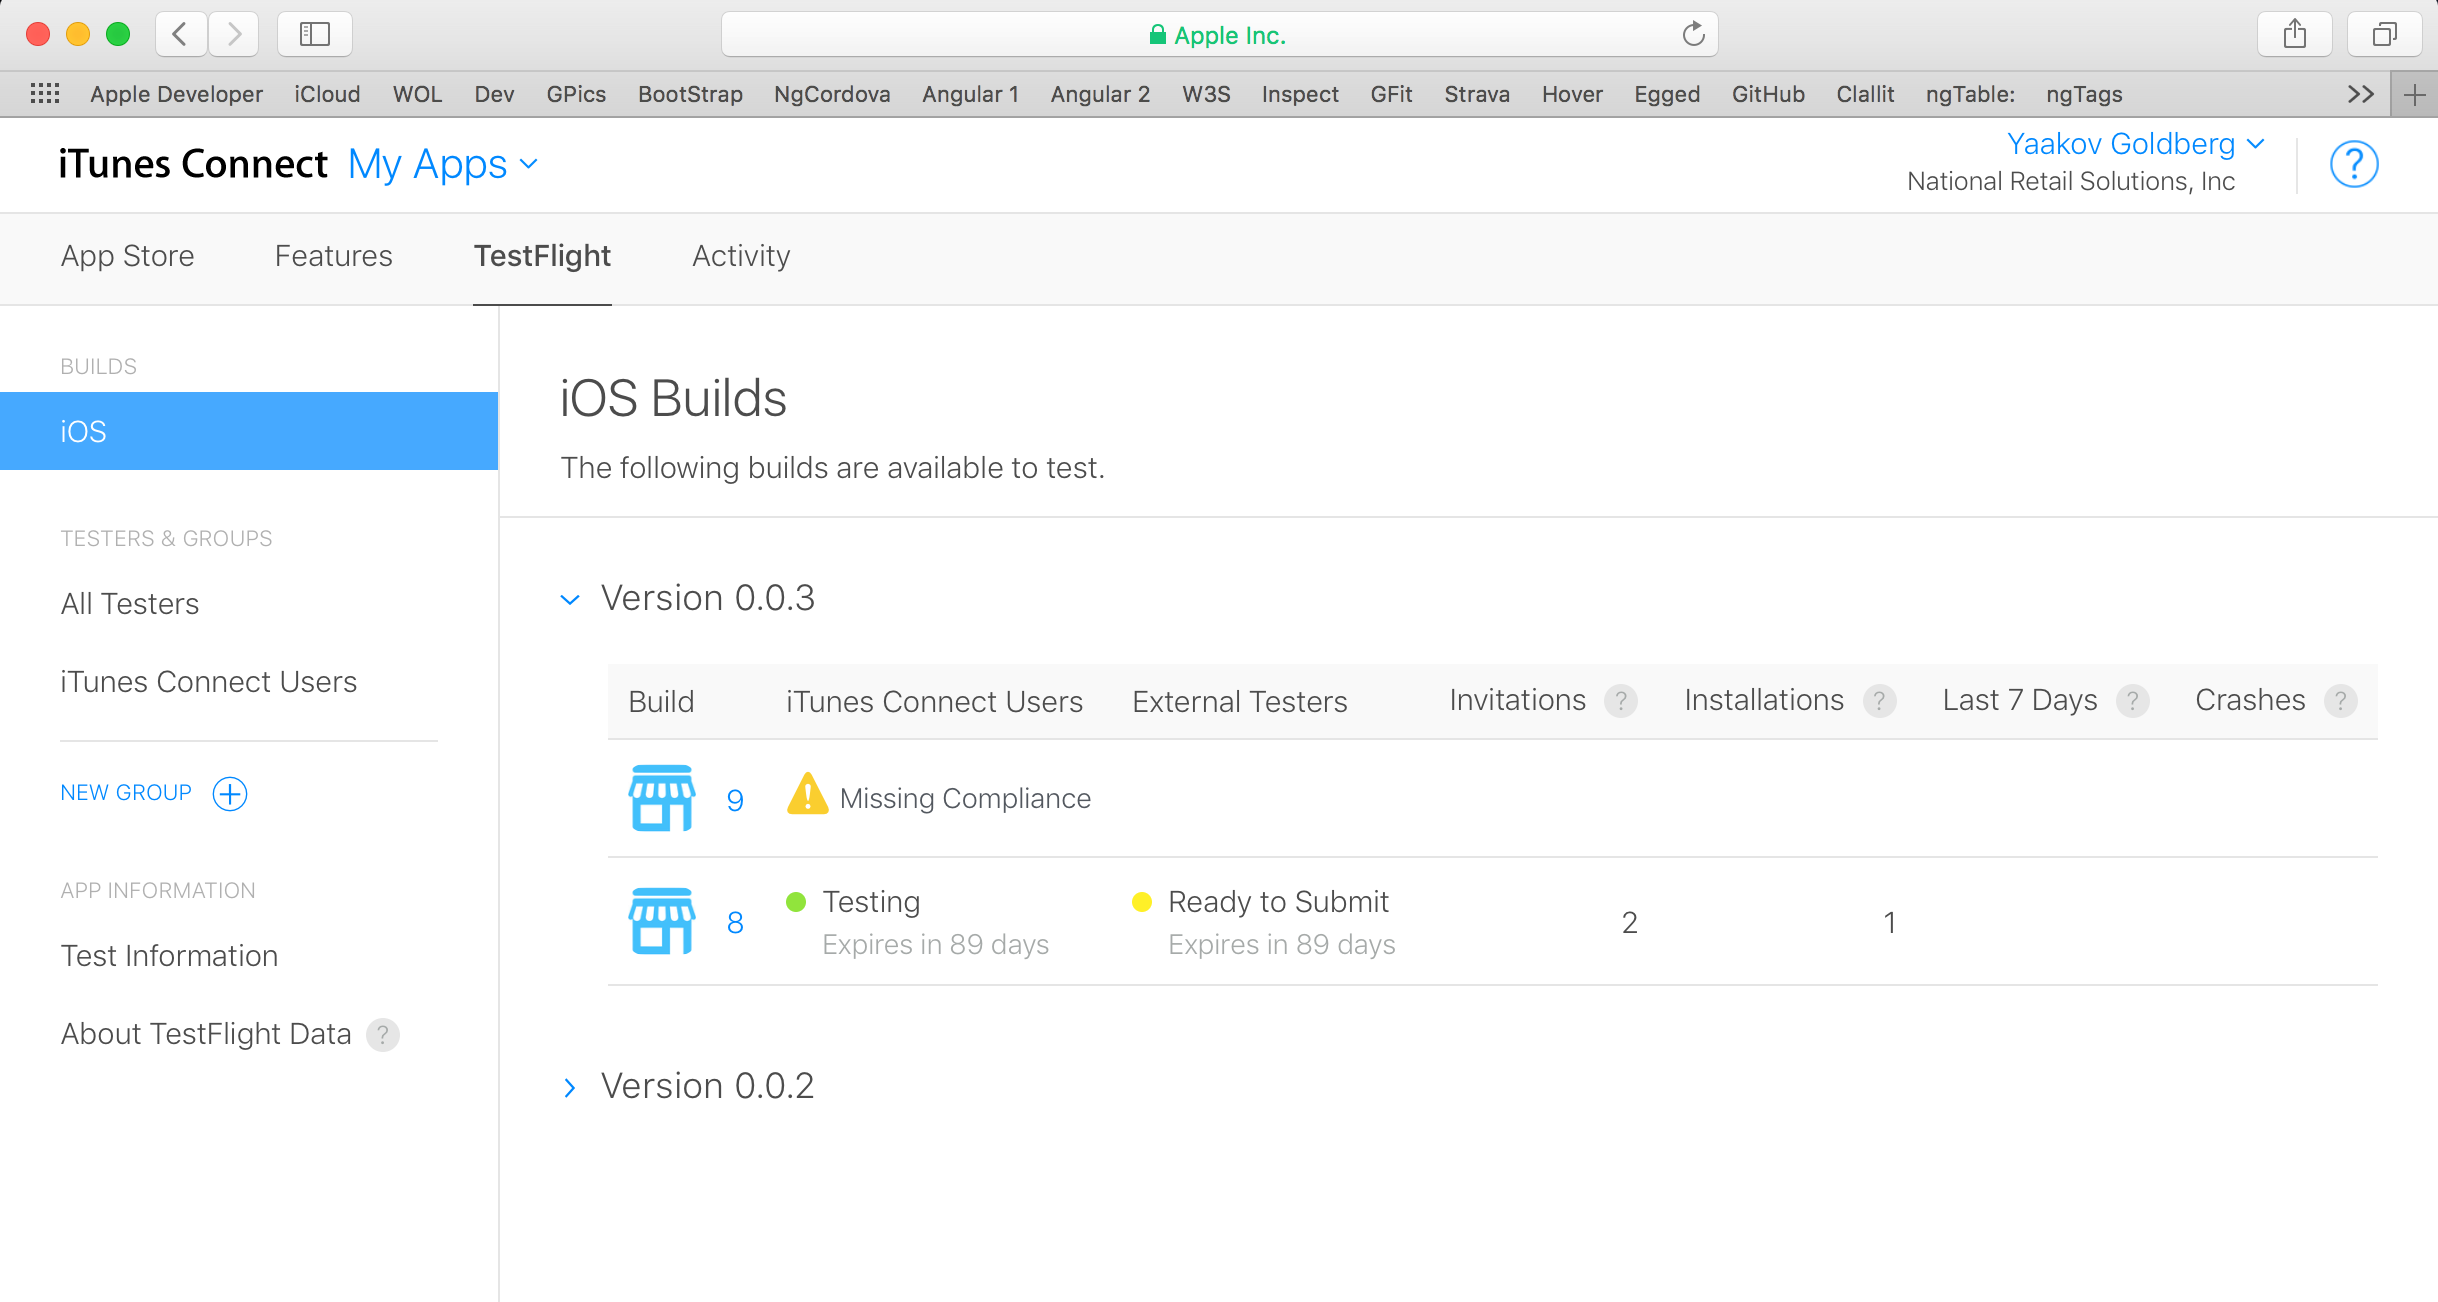 Apple Inc.
Apple Developer iCloud WOL Dev GPics BootStrap NgCordova Angular 1 Angular 2 W3S Inspect GFit Strava Hover Egged GitHub Clallit ngTable: ngTags >>
iTunes Connect My Apps
Yaakov Goldberg
National Retail Solutions, Inc
?
App Store Features TestFlight Activity
BUILDS
iOS
TESTERS & GROUPS
All Testers
iTunes Connect Users
NEW GROUP
APP INFORMATION
Test Information
About TestFlight Data ?
iOS Builds
The following builds are available to test.
Version 0.0.3
Build iTunes Connect Users External Testers Invitations ? Installations ? Last 7 Days ? Crashes ?
9 Missing Compliance
8 Testing Ready to Submit 2 1
Expires in 89 days Expires in 89 days
Version 0.0.2